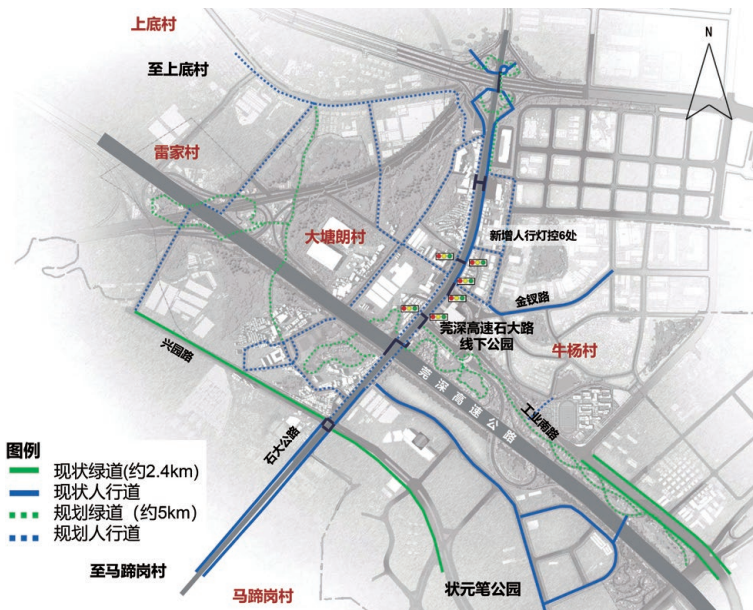 上底村
至上底村
N
雷家村
大塘朗村
新增人行灯控6处
金钗路
莞深高速石大路
线下公园
牛杨村
兴园路
莞深高速公路
工业南路
石大公路
图例
现状绿道(约2.4km)
现状人行道
规划绿道（约5km)
规划人行道
至马蹄岗村
马蹄岗村
状元笔公园